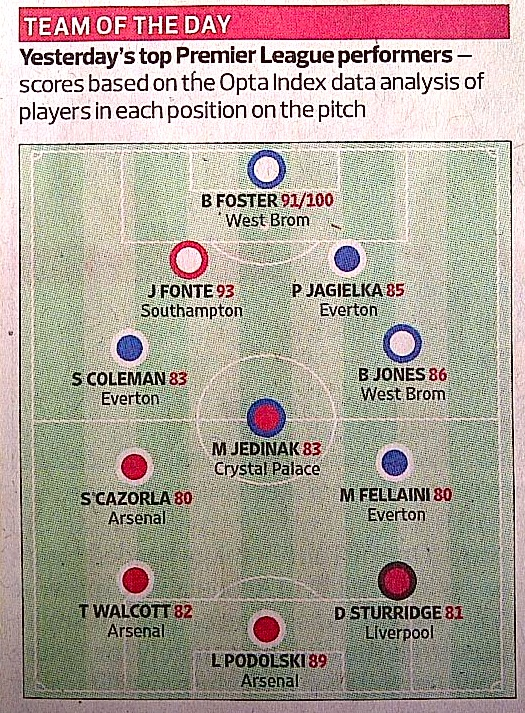 TEAM OF THE DAY
Yesterday's top Premier League performers –
scores based on the Opta Index data analysis of
players in each position on the pitch
B FOSTER 91/100
West Brom
J FONTE 93
Southampton
P JAGIELKA 85
Everton
S COLEMAN 83
Everton
B JONES 86
West Brom
M JEDINAK 83
Crystal Palace
S CAZORLA 80
Arsenal
M FELLAINI 80
Everton
T WALCOTT 82
Arsenal
D STURRIDGE 81
Liverpool
L PODOLSKI 89
Arsenal